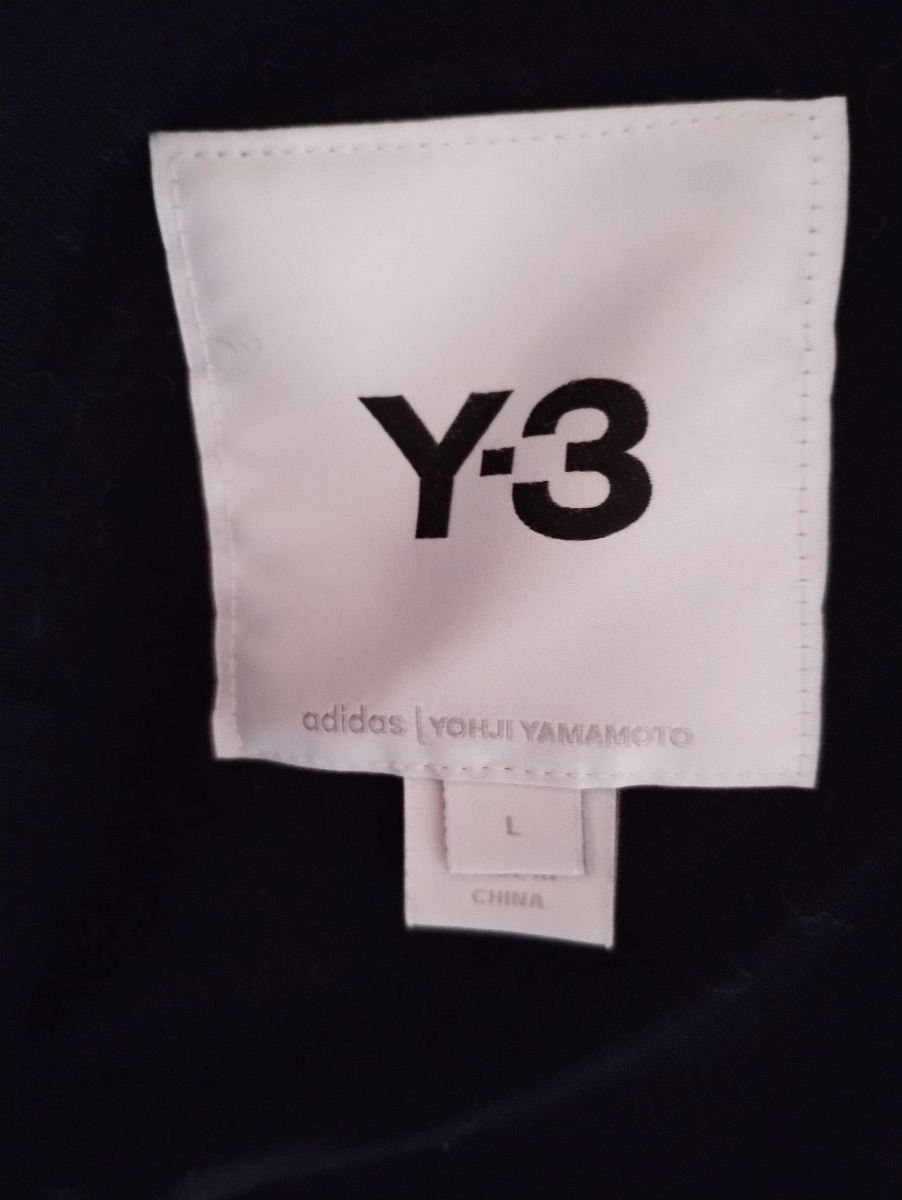 Y-3
adidas | YOHJI YAMAMOTO
L
CHINA